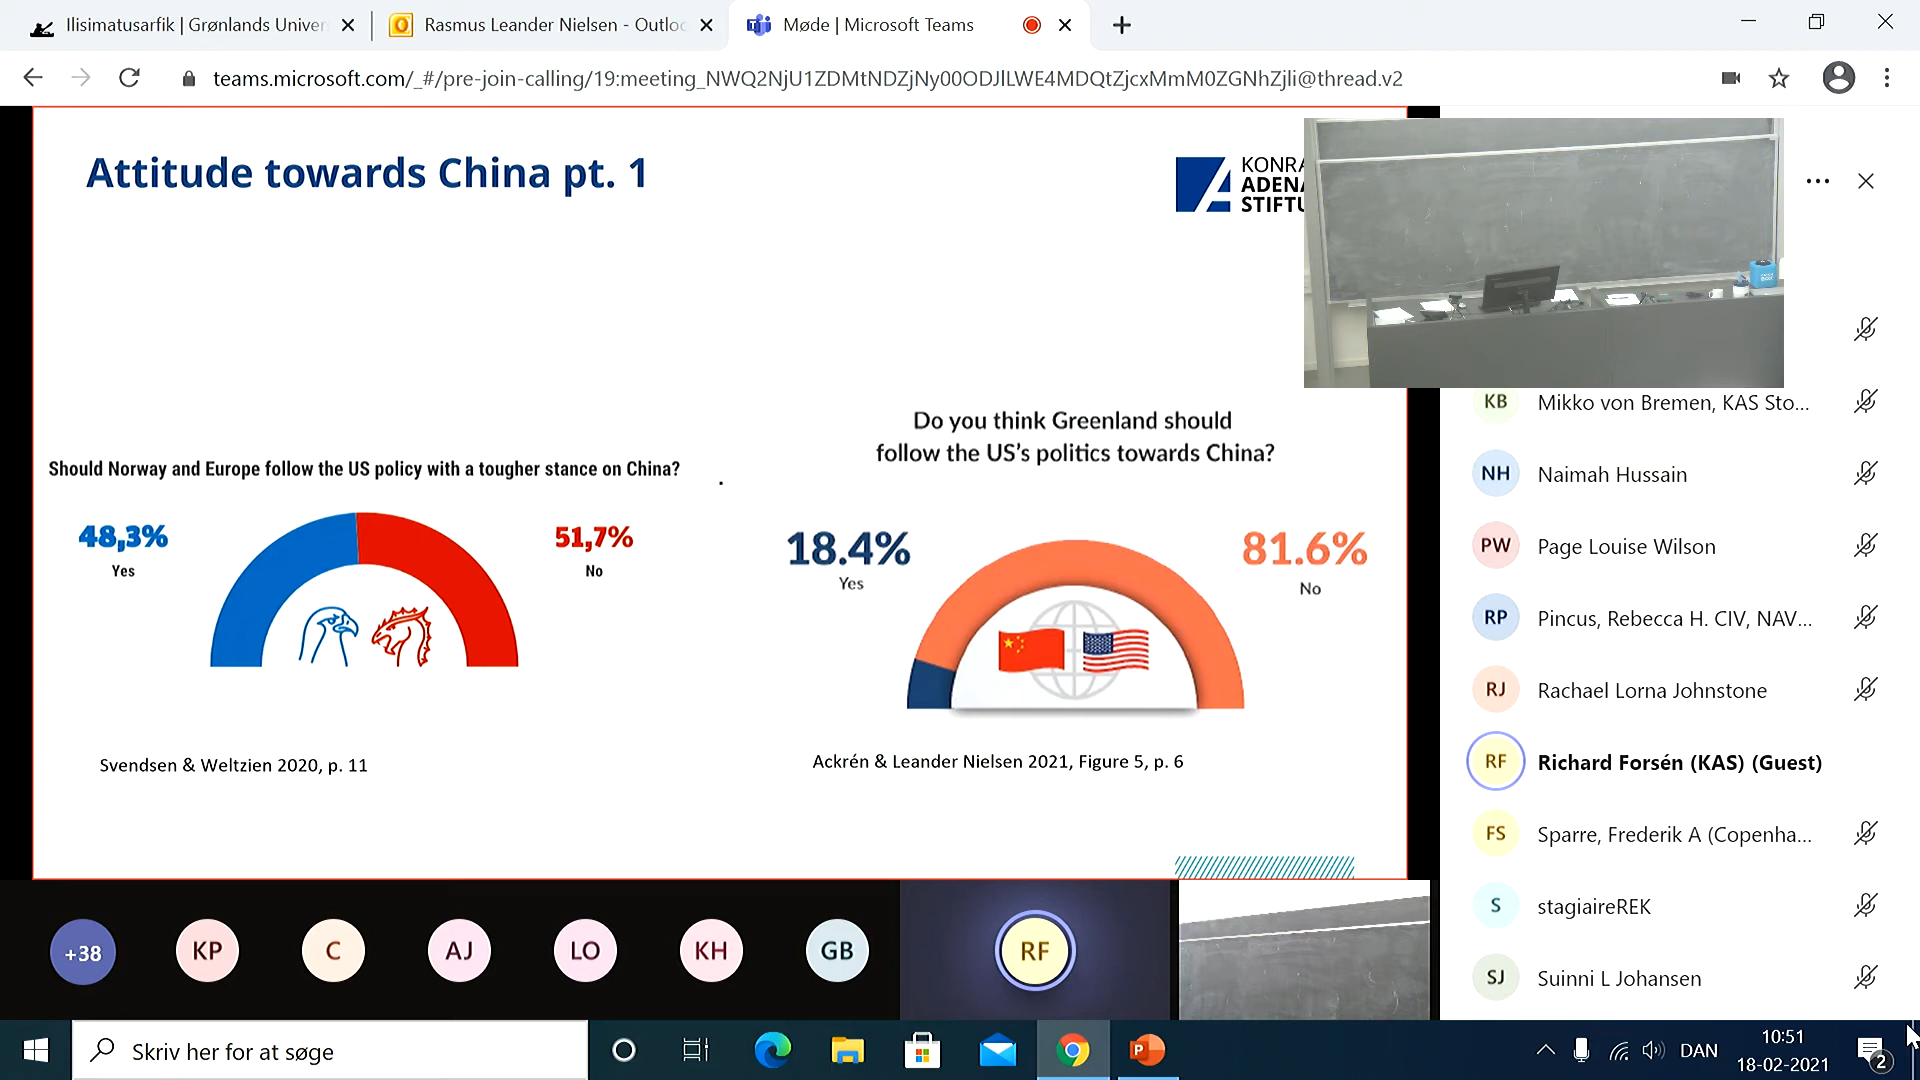 Ilisimatusarfik | Grønlands Univer
Rasmus Leander Nielsen - Outloo
Møde | Microsoft Teams
teams.microsoft.com/_#/pre-join-calling/19:meeting_NWQ2NjU1ZDMtNDZjNy00ODJlLWE4MDQtZjcxMmM0ZGNhZjli@thread.v2
Attitude towards China pt. 1
KONRA
ADENA
STIFTU
Should Norway and Europe follow the US policy with a tougher stance on China?
48,3%
Yes
51,7%
No
Svendsen & Weltzien 2020, p. 11
Do you think Greenland should
follow the US's politics towards China?
18.4%
Yes
81.6%
No
Ackrén & Leander Nielsen 2021, Figure 5, p. 6
KB Mikko von Bremen, KAS Sto...
NH Naimah Hussain
PW Page Louise Wilson
RP Pincus, Rebecca H. CIV, NAV...
RJ Rachael Lorna Johnstone
RF Richard Forsén (KAS) (Guest)
FS Sparre, Frederik A (Copenha...
S stagiaireREK
SJ Suinni L Johansen
+38 KP C AJ LO KH GB RF
Skriv her for at søge
DAN
10:51
18-02-2021
2